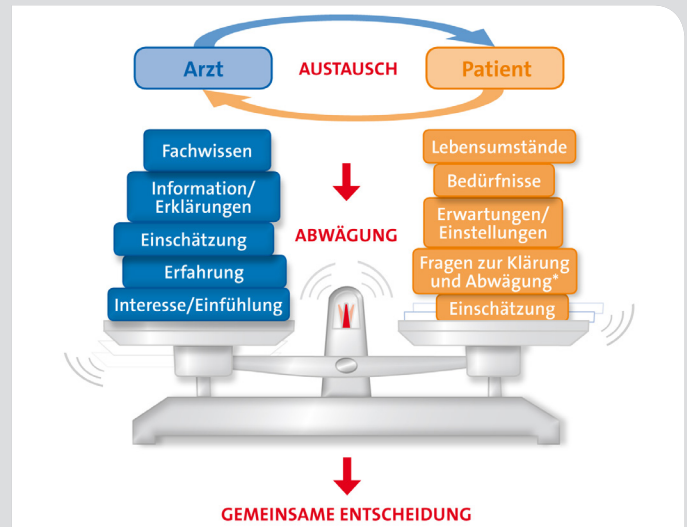 Arzt
AUSTAUSCH
Patient
Fachwissen
Information/
Erklärungen
Einschätzung
Erfahrung
Interesse/Einfühlung
ABWÄGUNG
Lebensumstände
Bedürfnisse
Erwartungen/
Einstellungen
Fragen zur Klärung
und Abwägung*
Einschätzung
GEMEINSAME ENTSCHEIDUNG